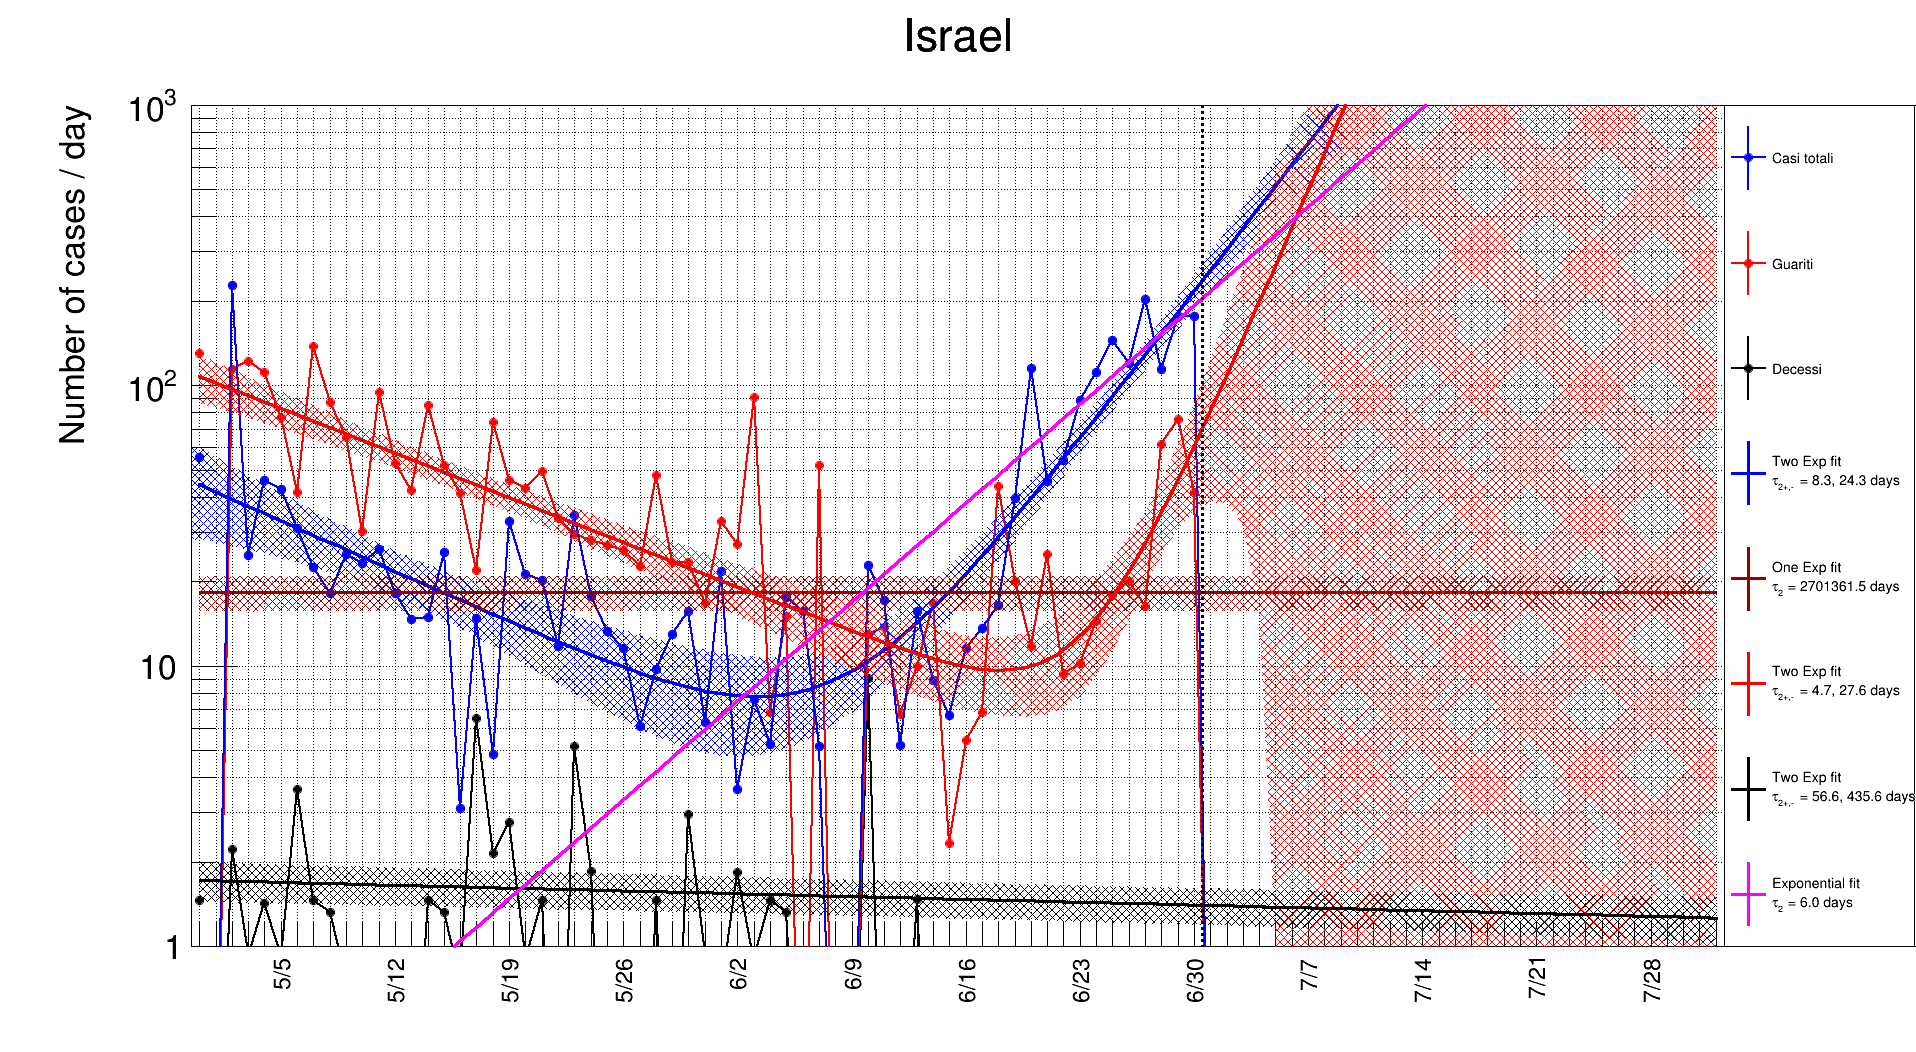 Israel
Number of cases / day
10³
10²
10
1
5/5
5/12
5/19
5/26
6/2
6/9
6/16
6/23
6/30
7/7
7/14
7/21
7/28
Casi totali
Guariti
Decessi
Two Exp fit
τ2+,- = 8.3, 24.3 days
One Exp fit
τ2 = 2701361.5 days
Two Exp fit
τ2+,- = 4.7, 27.6 days
Two Exp fit
τ2+,- = 56.6, 435.6 days
Exponential fit
τ2 = 6.0 days